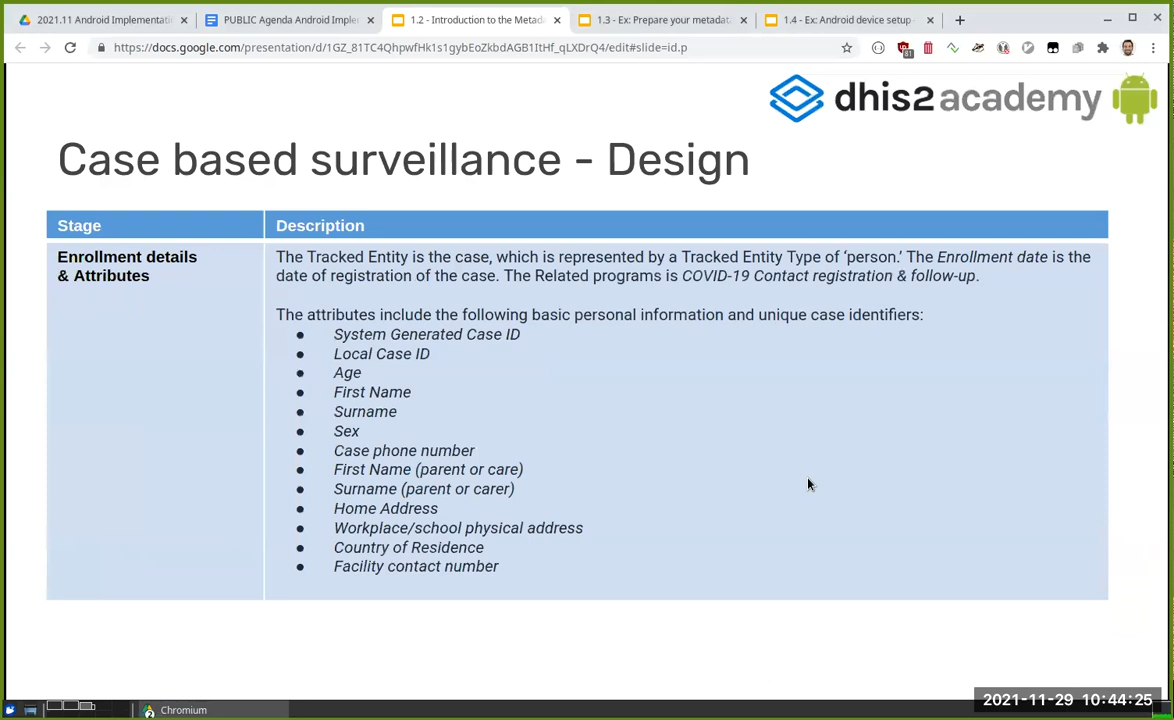 2021.11 Android Implementati
PUBLIC Agenda Android Imple
1.2 - Introduction to the Metad
1.3 - Ex: Prepare your metadat
1.4 - Ex: Android device setup -
https://docs.google.com/presentation/d/1GZ_81TC4QhpwfHk1s1gybEoZkbdAGB1ItHf_qLXDrQ4/edit#slide=id.p
dhis2 academy
Case based surveillance - Design
Stage
Description
Enrollment details
& Attributes
The Tracked Entity is the case, which is represented by a Tracked Entity Type of ‘person.’ The Enrollment date is the
date of registration of the case. The Related programs is COVID-19 Contact registration & follow-up.
The attributes include the following basic personal information and unique case identifiers:
● System Generated Case ID
● Local Case ID
● Age
● First Name
● Surname
● Sex
● Case phone number
● First Name (parent or care)
● Surname (parent or carer)
● Home Address
● Workplace/school physical address
● Country of Residence
● Facility contact number
Chromium
2021-11-29 10:44:25